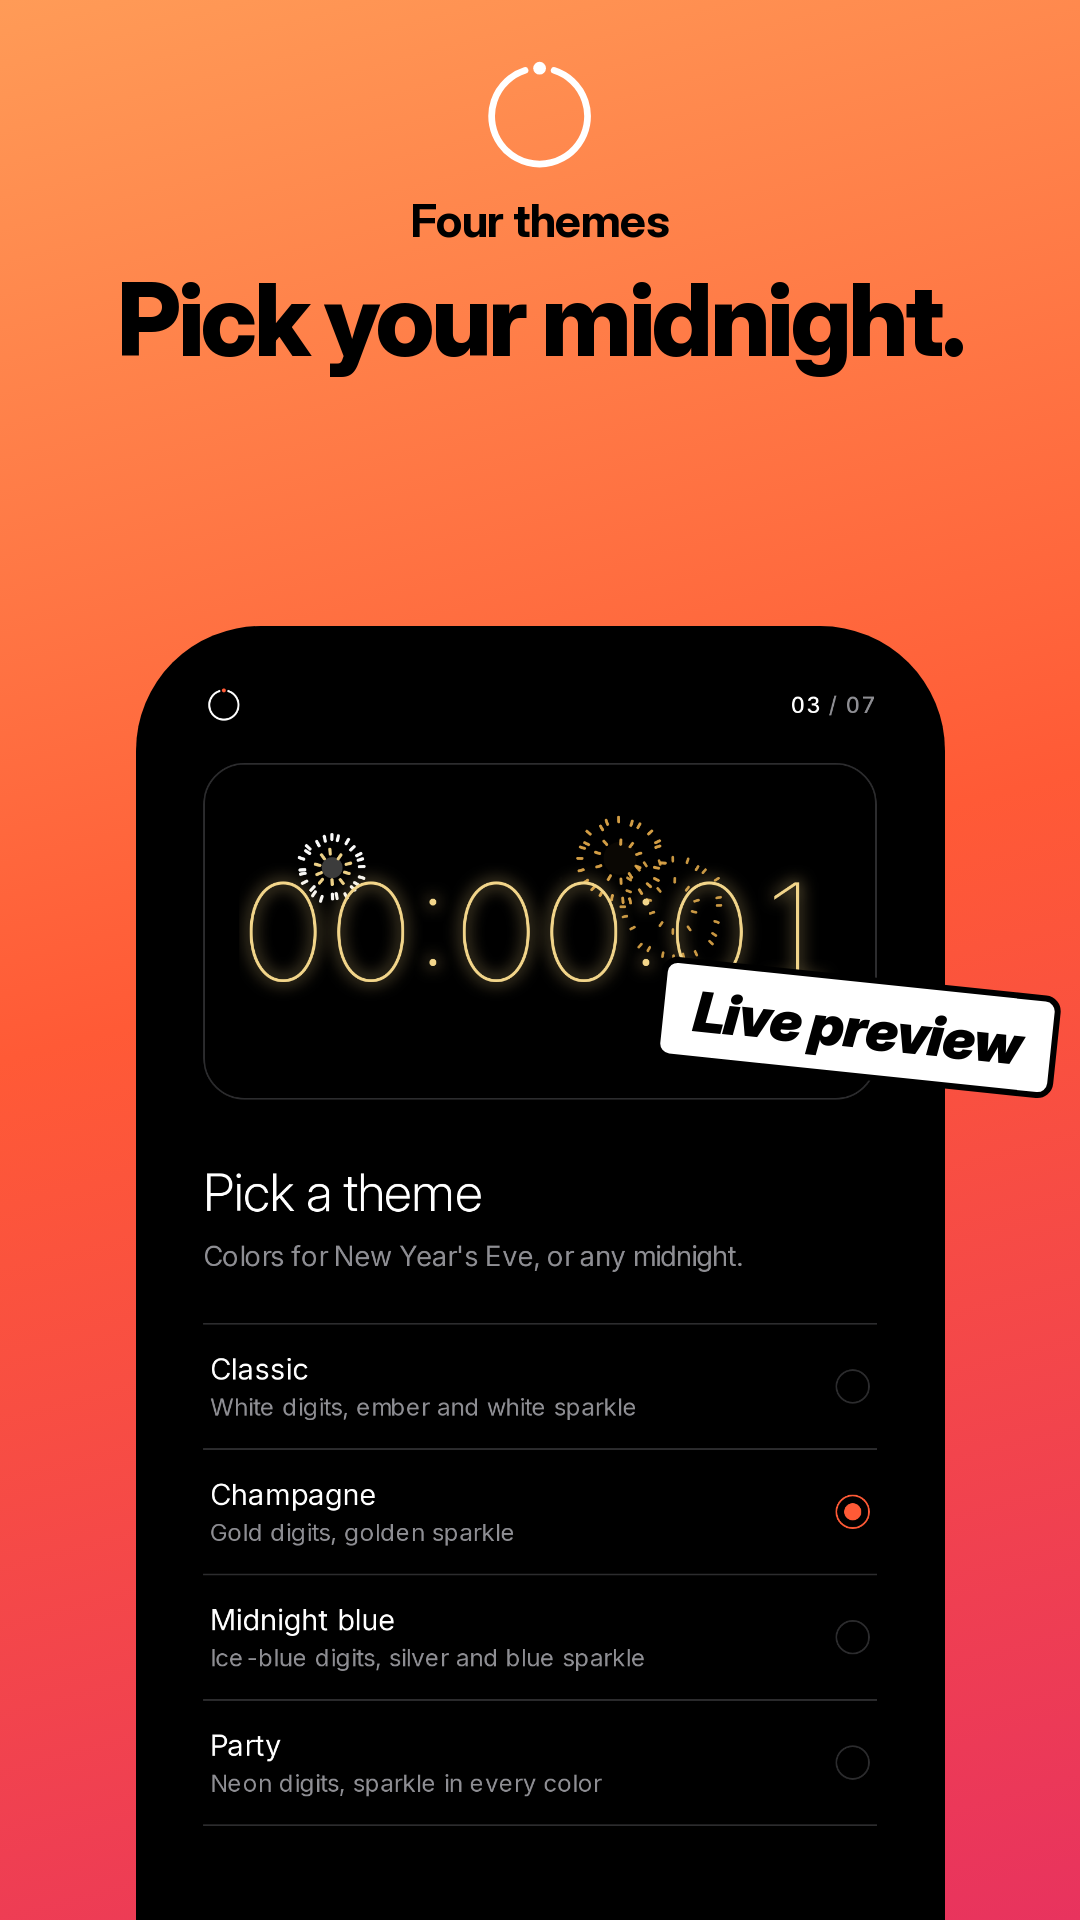 Four themes
Pick your midnight.
03 / 07
00:00:01
Live preview
Pick a theme
Colors for New Year's Eve, or any midnight.
Classic
White digits, ember and white sparkle
Champagne
Gold digits, golden sparkle
Midnight blue
Ice-blue digits, silver and blue sparkle
Party
Neon digits, sparkle in every color